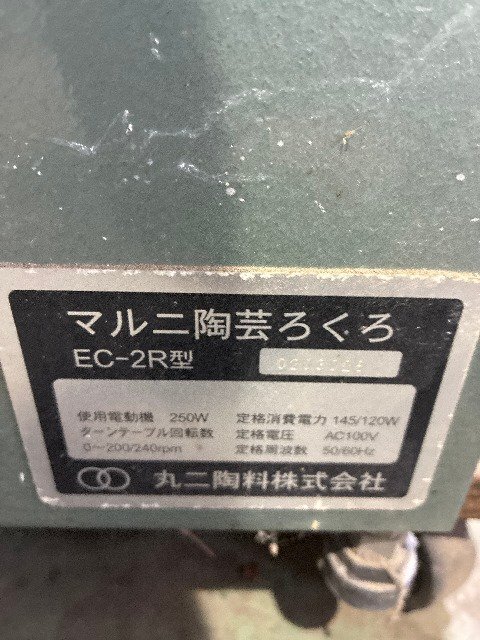 マルニ陶芸ろくろ
EC-2R型
使用電動機 250W 定格消費電力 145/120W
ターンテーブル回転数 定格電圧 AC100V
0~200/240rpm 定格周波数 50/60Hz
丸二陶料株式会社